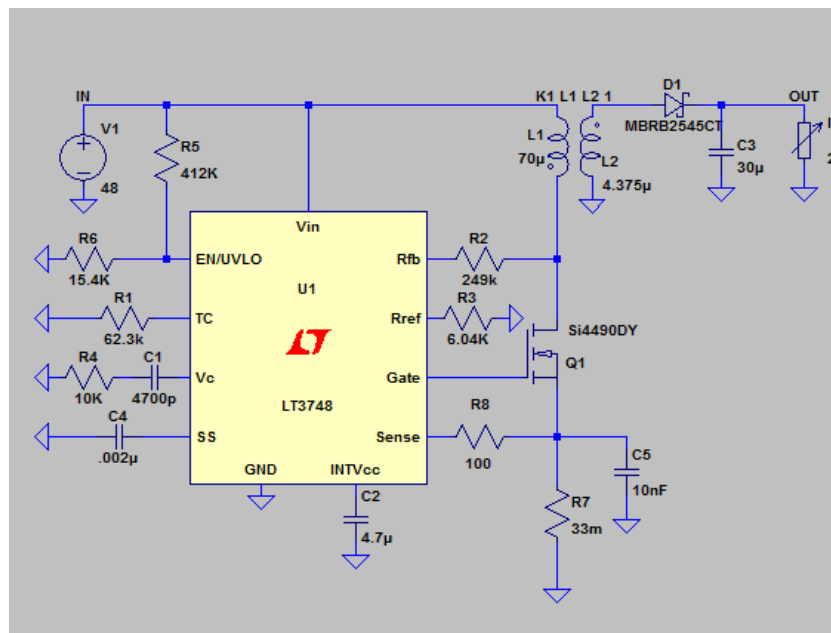 IN
K1 L1 L2 1
D1
OUT
V1
R5
L1
MBRB2545CT
C3
412K
70µ
L2
30µ
48
4.375µ
Vin
R6
EN/UVLO
Rfb
R2
15.4K
U1
249k
R1
TC
Rref
R3
62.3k
6.04K
Si4490DY
R4
C1
Vc
Gate
Q1
10K
4700p
LT3748
C4
SS
Sense
R8
.002µ
100
C5
GND
INTVcc
10nF
C2
R7
4.7µ
33m